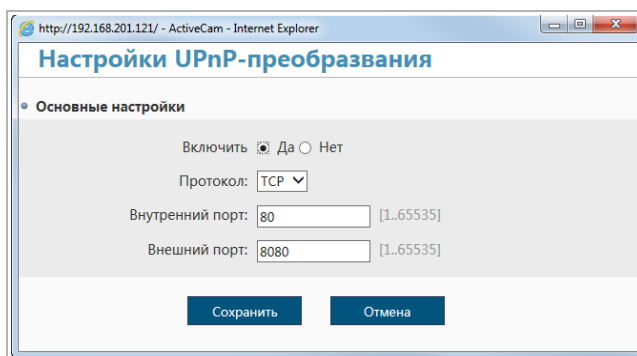 http://192.168.201.121/ - ActiveCam - Internet Explorer
Настройки UPnP-преобразвания
Основные настройки
Включить Да Нет
Протокол: TCP
Внутренний порт: 80 [1..65535]
Внешний порт: 8080 [1..65535]
Сохранить Отмена